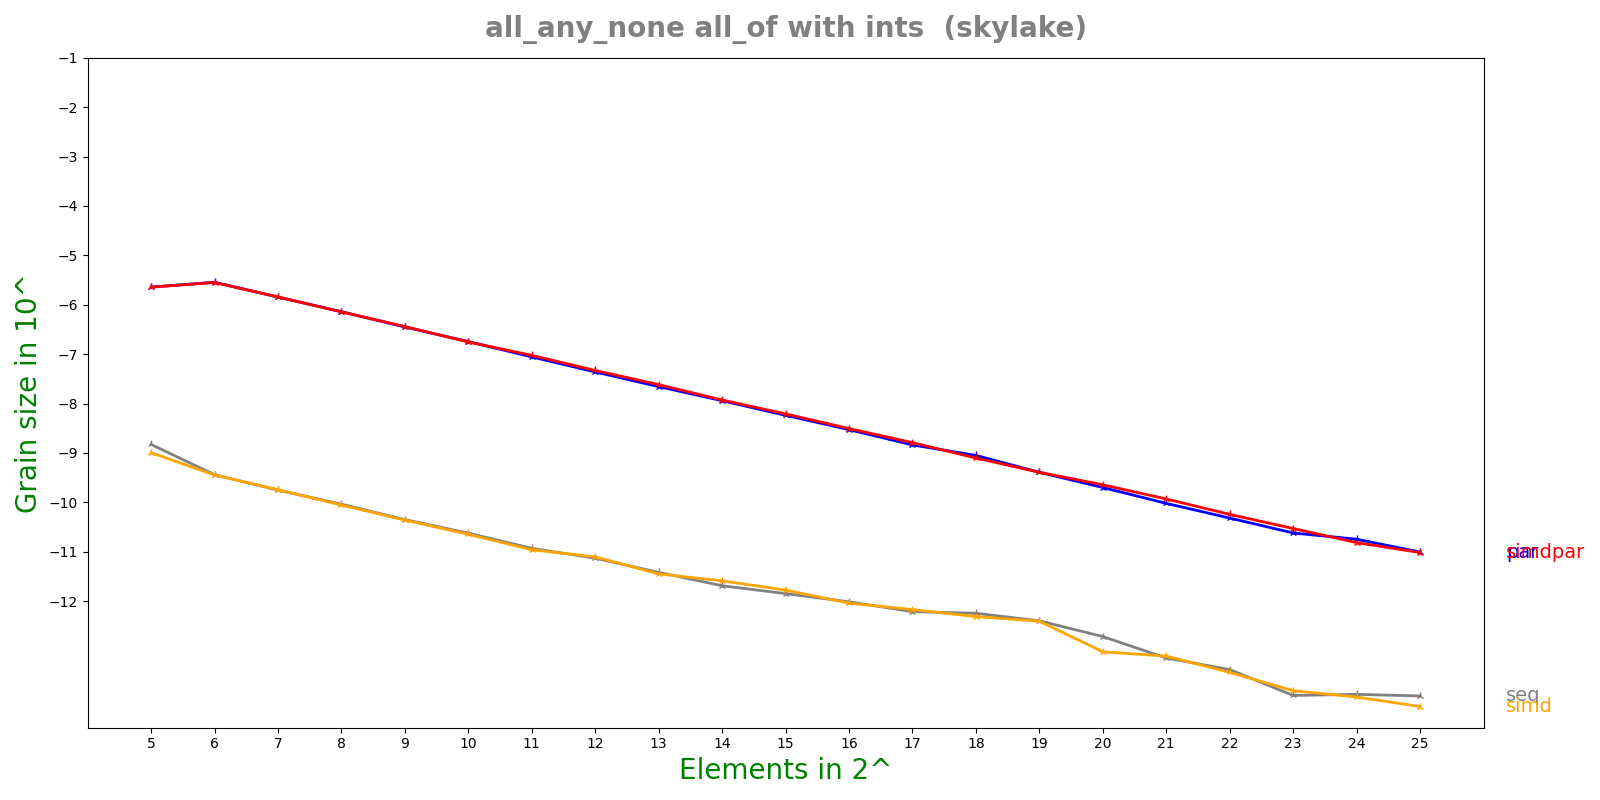 all_any_none all_of with ints  (skylake)
Grain size in 10^
−1
−2
−3
−4
−5
−6
−7
−8
−9
−10
−11
−12
simdpar
par
seq
simd
5 6 7 8 9 10 11 12 13 14 15 16 17 18 19 20 21 22 23 24 25
Elements in 2^